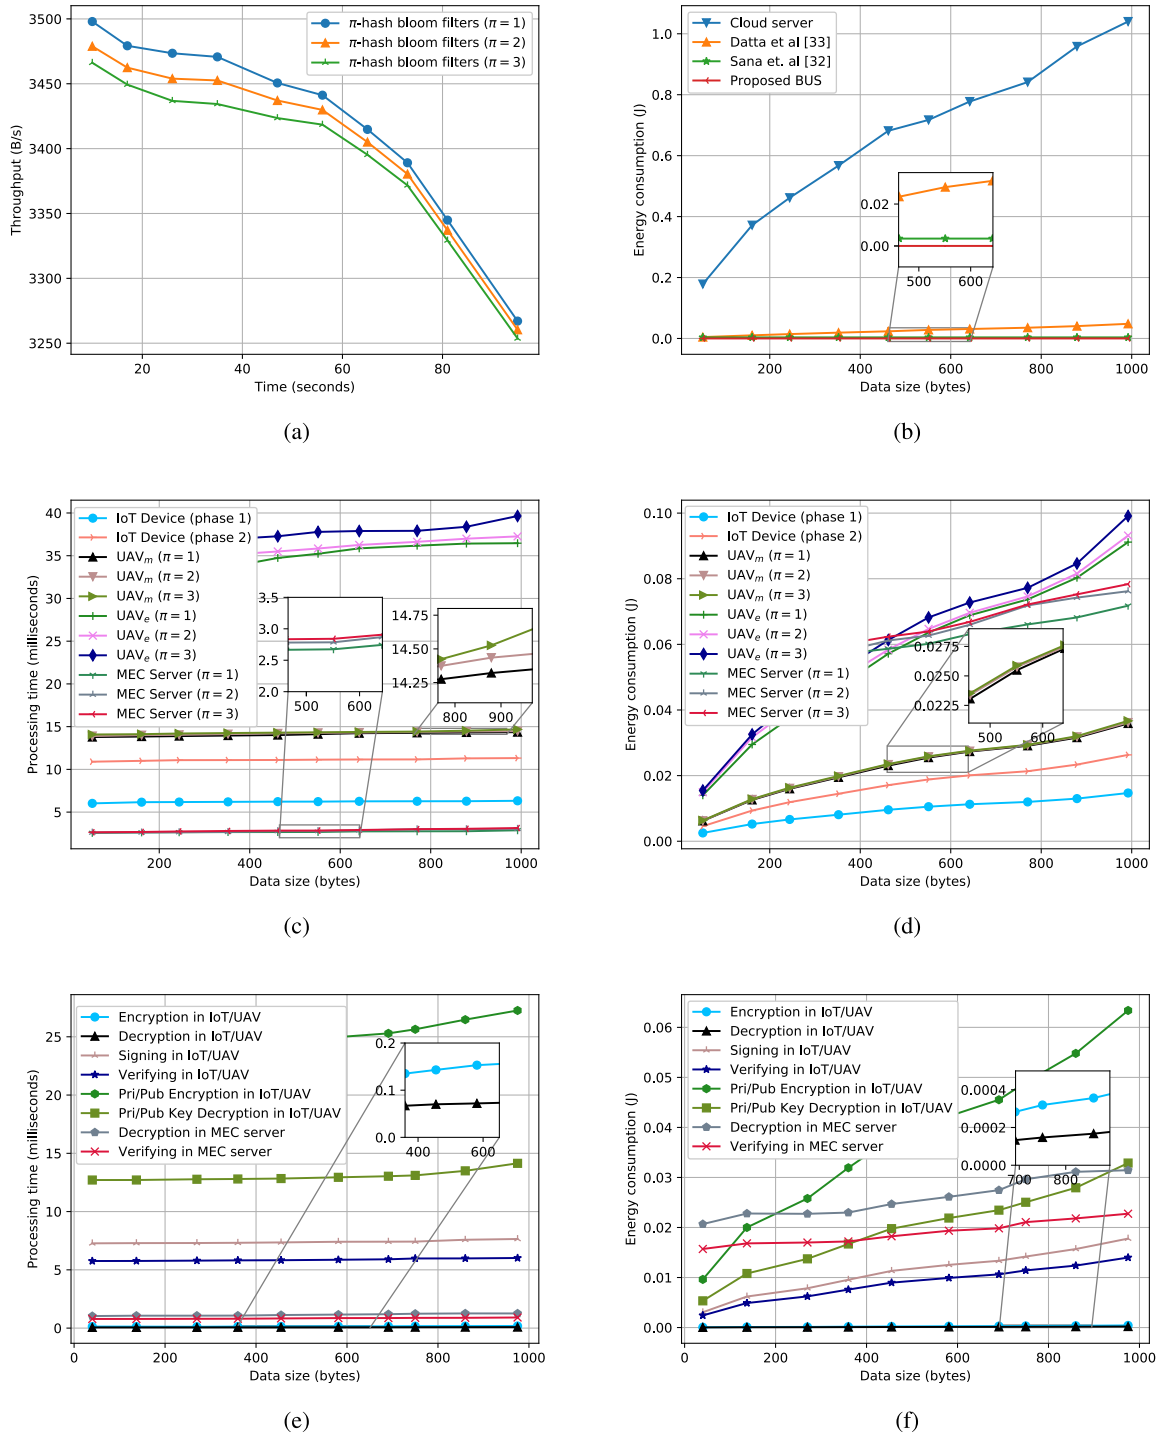 3500
3450
3400
3350
3300
3250
Throughput (B/s)
20
40
60
80
Time (seconds)
π-hash bloom filters (π = 1)
π-hash bloom filters (π = 2)
π-hash bloom filters (π = 3)
(a)
1.0
0.8
0.6
0.4
0.2
0.0
Energy consumption (J)
Cloud server
Datta et al [33]
Sana et. al [32]
Proposed BUS
0.02
0.00
500
600
200
400
600
800
1000
Data size (bytes)
(b)
40
35
30
25
20
15
10
5
Processing time (milliseconds)
IoT Device (phase 1)
IoT Device (phase 2)
UAVm (π = 1)
UAVm (π = 2)
UAVm (π = 3)
UAVe (π = 1)
UAVe (π = 2)
UAVe (π = 3)
MEC Server (π = 1)
MEC Server (π = 2)
MEC Server (π = 3)
3.5
3.0
2.5
2.0
500
600
14.75
14.50
14.25
800
900
200
400
600
800
1000
Data size (bytes)
(c)
0.10
0.08
0.06
0.04
0.02
0.00
Energy consumption (J)
IoT Device (phase 1)
IoT Device (phase 2)
UAVm (π = 1)
UAVm (π = 2)
UAVm (π = 3)
UAVe (π = 1)
UAVe (π = 2)
UAVe (π = 3)
MEC Server (π = 1)
MEC Server (π = 2)
MEC Server (π = 3)
0.0275
0.0250
0.0225
500
600
200
400
600
800
1000
Data size (bytes)
(d)
25
20
15
10
5
0
Processing time (milliseconds)
Encryption in IoT/UAV
Decryption in IoT/UAV
Signing in IoT/UAV
Verifying in IoT/UAV
Pri/Pub Encryption in IoT/UAV
Pri/Pub Key Decryption in IoT/UAV
Decryption in MEC server
Verifying in MEC server
0.2
0.1
0.0
400
600
0
200
400
600
800
1000
Data size (bytes)
(e)
0.06
0.05
0.04
0.03
0.02
0.01
0.00
Energy consumption (J)
Encryption in IoT/UAV
Decryption in IoT/UAV
Signing in IoT/UAV
Verifying in IoT/UAV
Pri/Pub Encryption in IoT/UAV
Pri/Pub Key Decryption in IoT/UAV
Decryption in MEC server
Verifying in MEC server
0.0004
0.0002
0.0000
700
800
0
200
400
600
800
1000
Data size (bytes)
(f)